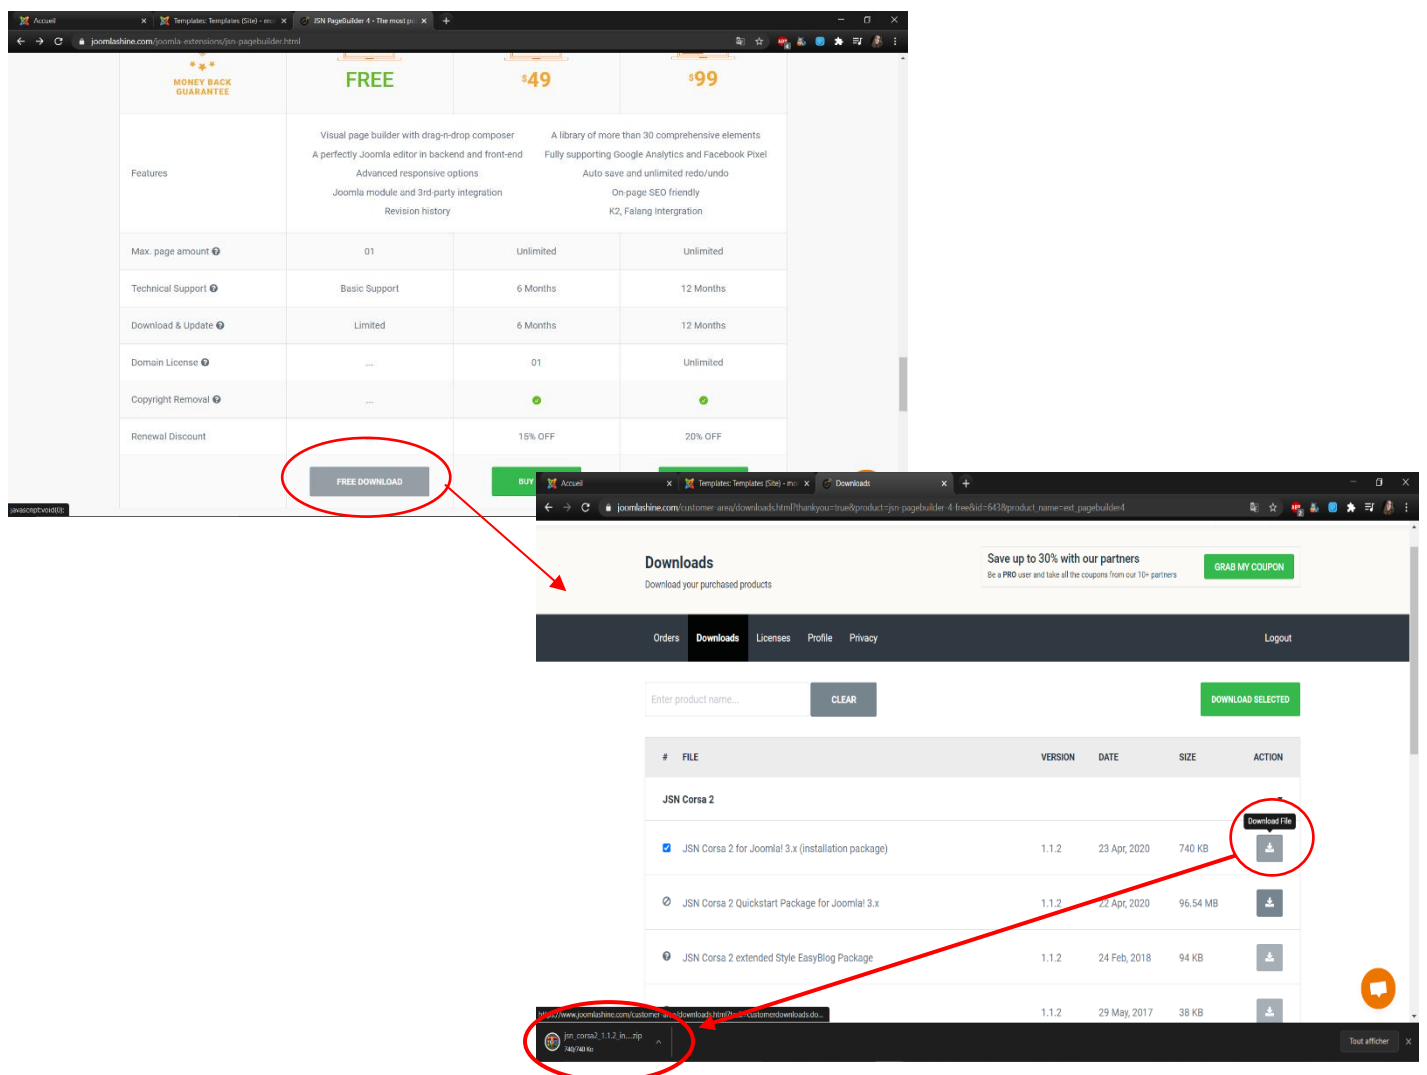 Accueil
Templates: Templates (Site) - mo
JSN PageBuilder 4 - The most p
joomlashine.com/joomla-extensions/jsn-pagebuilder.html
MONEY BACK
GUARANTEE
FREE
$49
$99
Features
Visual page builder with drag-n-drop composer
A library of more than 30 comprehensive elements
A perfectly Joomla editor in backend and front-end
Fully supporting Google Analytics and Facebook Pixel
Advanced responsive options
Auto save and unlimited redo/undo
Joomla module and 3rd-party integration
On-page SEO friendly
Revision history
K2, Falang Intergration
Max. page amount
01
Unlimited
Unlimited
Technical Support
Basic Support
6 Months
12 Months
Download & Update
Limited
6 Months
12 Months
Domain License
...
01
Unlimited
Copyright Removal
...
Renewal Discount
15% OFF
20% OFF
FREE DOWNLOAD
BUY
javascript:void(0);
Accueil
Templates: Templates (Site) - mo
Downloads
joomlashine.com/customer-area/downloads.html?thankyou=true&product=jsn-pagebuilder-4-free&id=643&product_name=ext_pagebuilder4
Downloads
Download your purchased products
Save up to 30% with our partners
Be a PRO user and take all the coupons from our 10+ partners
GRAB MY COUPON
Orders
Downloads
Licenses
Profile
Privacy
Logout
Enter product name...
CLEAR
DOWNLOAD SELECTED
# FILE VERSION DATE SIZE ACTION
JSN Corsa 2
Download File
JSN Corsa 2 for Joomla! 3.x (installation package) 1.1.2 23 Apr, 2020 740 KB
JSN Corsa 2 Quickstart Package for Joomla! 3.x 1.1.2 22 Apr, 2020 96.54 MB
JSN Corsa 2 extended Style EasyBlog Package 1.1.2 24 Feb, 2018 94 KB
1.1.2 29 May, 2017 38 KB
jsn_corsa2_1.1.2_in....zip
740/740 Ko
Tout afficher